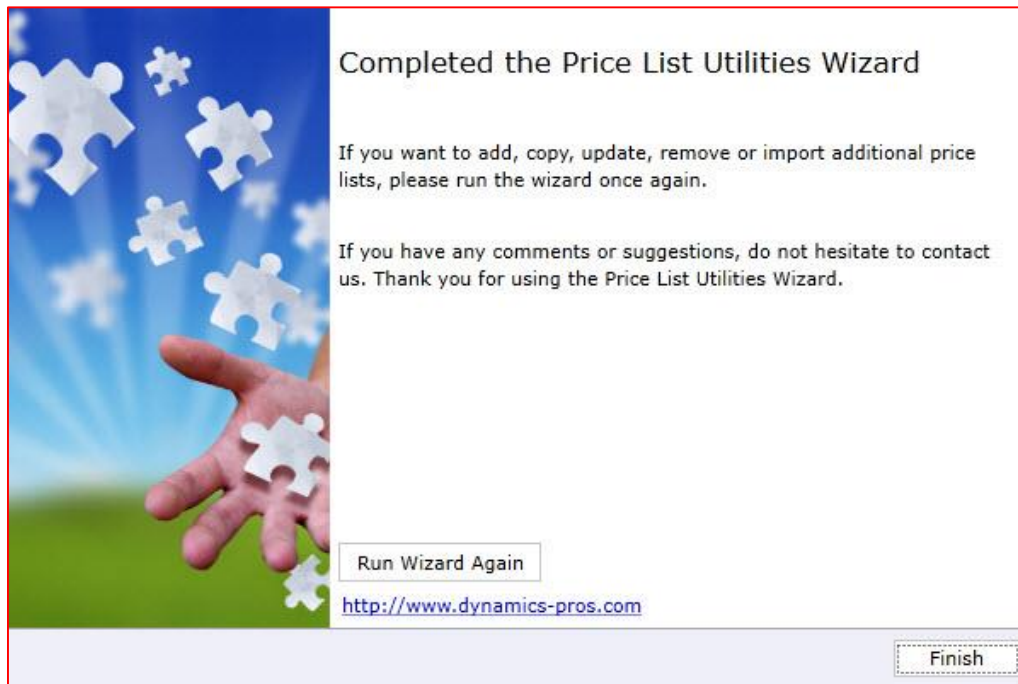 Completed the Price List Utilities Wizard
If you want to add, copy, update, remove or import additional price
lists, please run the wizard once again.
If you have any comments or suggestions, do not hesitate to contact
us. Thank you for using the Price List Utilities Wizard.
Run Wizard Again
http://www.dynamics-pros.com
Finish